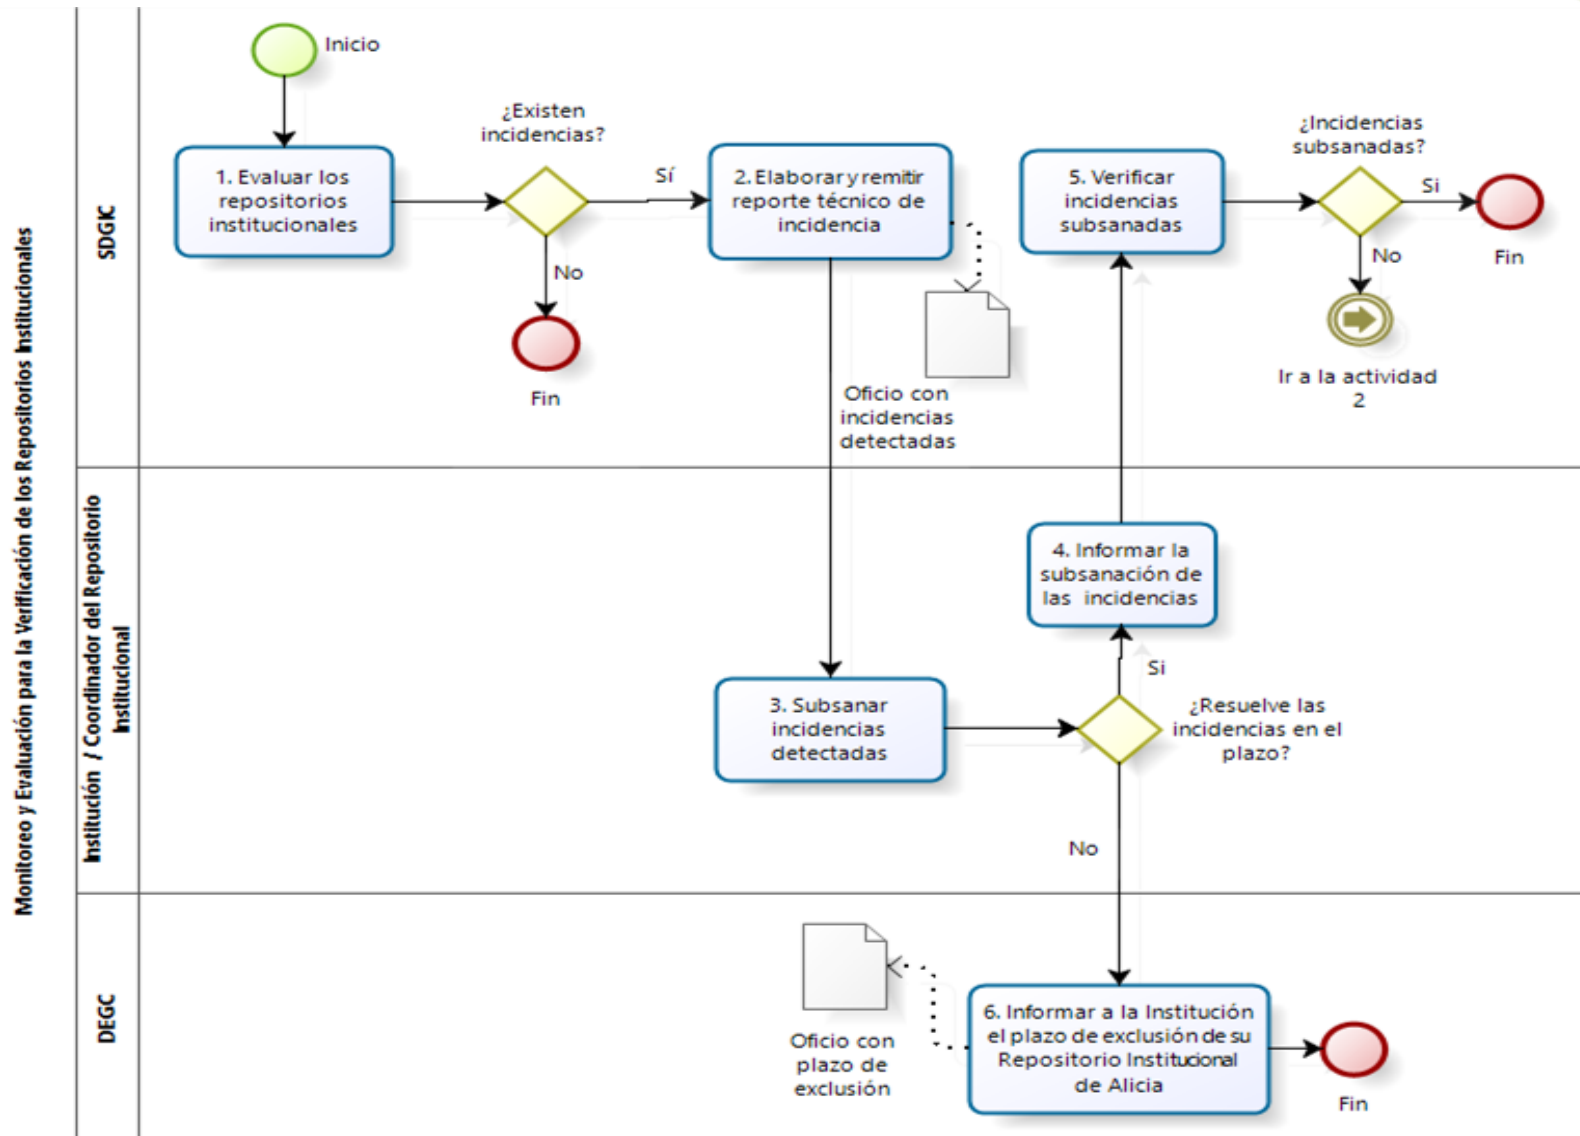 Monitoreo y Evaluación para la Verificación de los Repositorios Institucionales
SDGIC
Inicio
1. Evaluar los
repositorios
institucionales
¿Existen
incidencias?
Sí
No
Fin
2. Elaborar y remitir
reporte técnico de
incidencia
Oficio con
incidencias
detectadas
5. Verificar
incidencias
subsanadas
¿Incidencias
subsanadas?
Si
Fin
No
Ir a la actividad
2
Institución / Coordinador del Repositorio
Institucional
3. Subsanar
incidencias
detectadas
4. Informar la
subsanación de
las incidencias
Si
¿Resuelve las
incidencias en el
plazo?
No
DEGC
Oficio con
plazo de
exclusión
6. Informar a la Institución
el plazo de exclusión de su
Repositorio Institucional
de Alicia
Fin